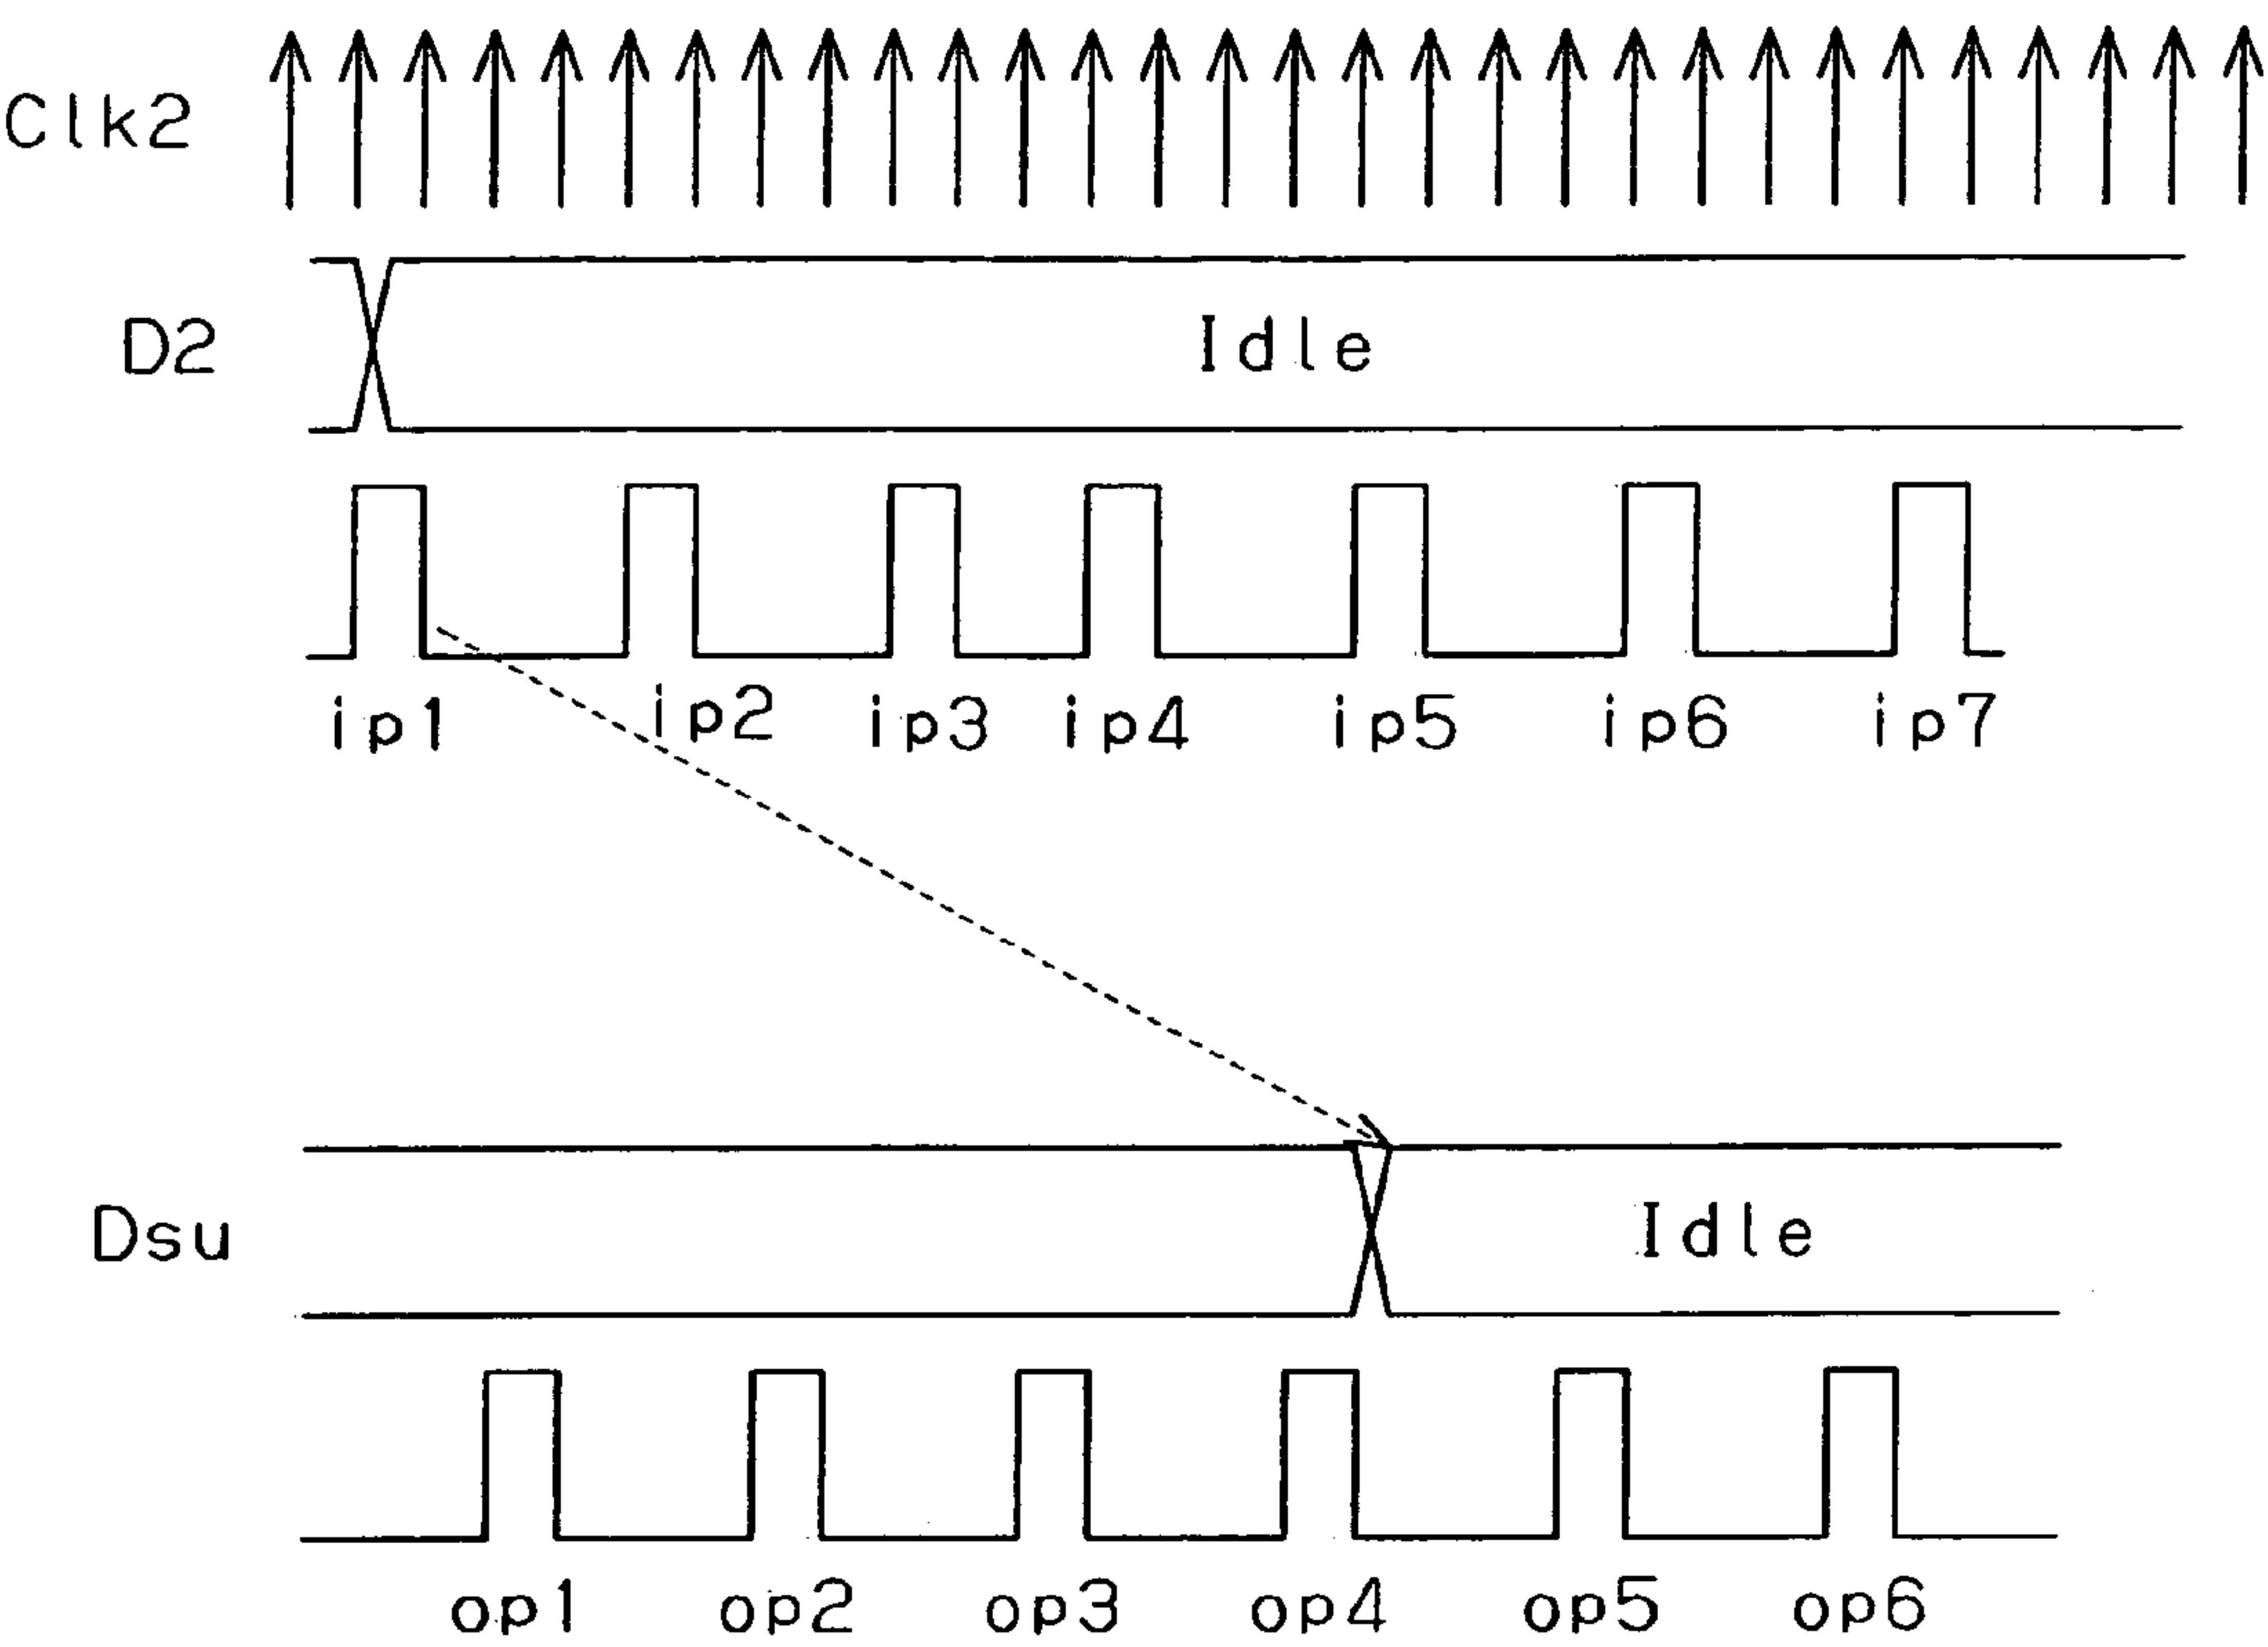 Clk2
D2
Idle
ip1 ip2 ip3 ip4 ip5 ip6 ip7
Dsu
Idle
op1 op2 op3 op4 op5 op6